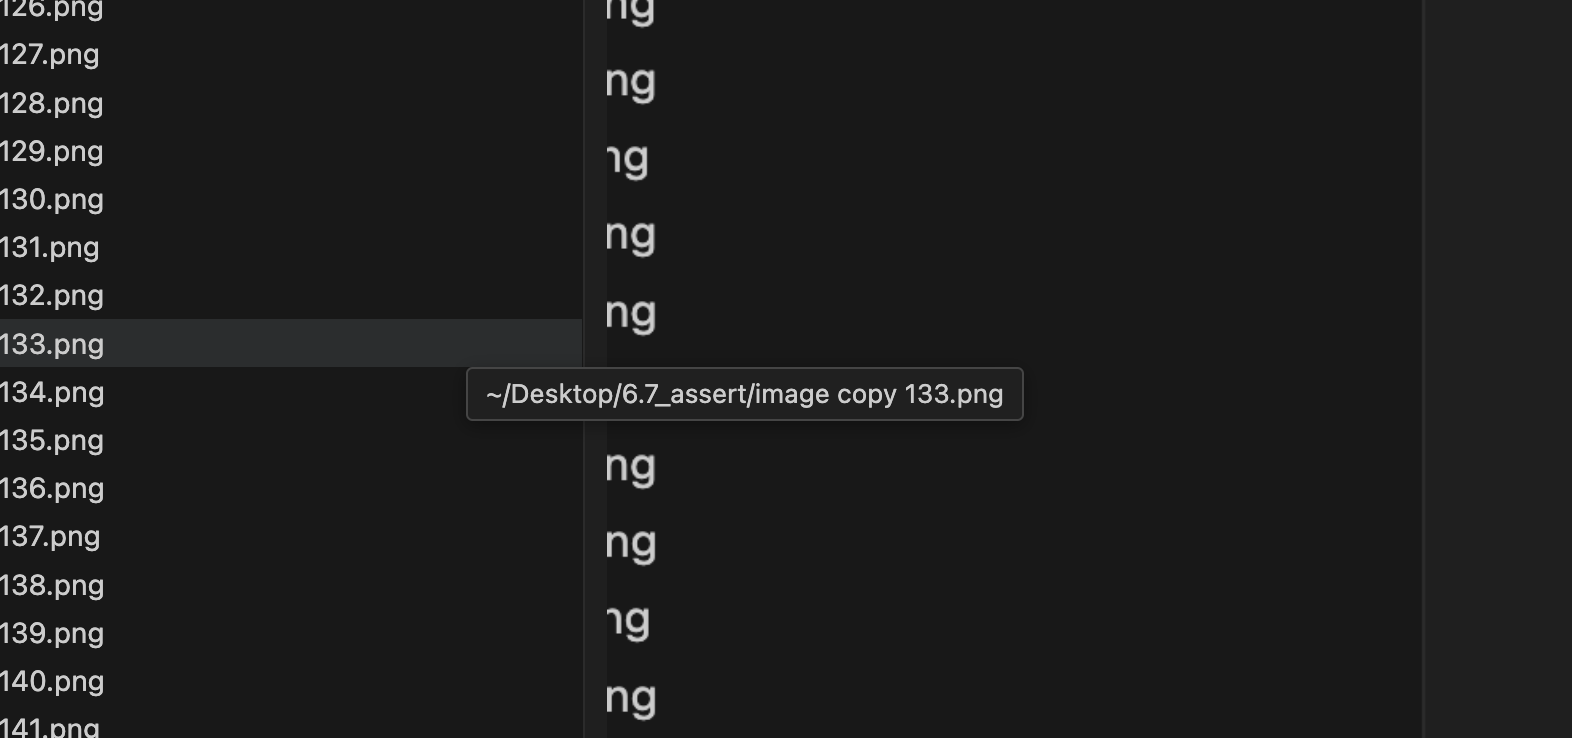 126.png
127.png
128.png
129.png
130.png
131.png
132.png
133.png
134.png
135.png
136.png
137.png
138.png
139.png
140.png
141.png
~/Desktop/6.7_assert/image copy 133.png
ng
ng
ng
ng
ng
ng
ng
ng
ng